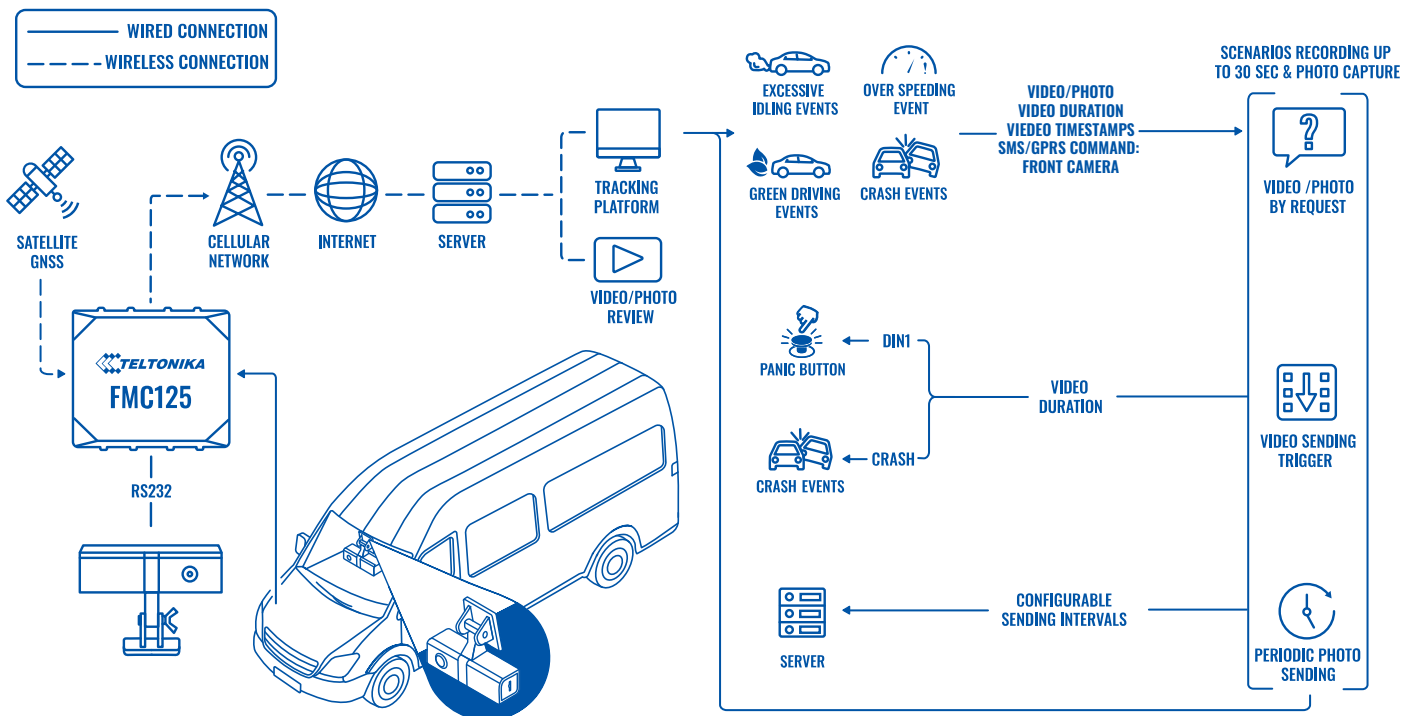 WIRED CONNECTION
WIRELESS CONNECTION
SATELLITE
GNSS
CELLULAR
NETWORK
INTERNET
SERVER
TRACKING
PLATFORM
VIDEO/PHOTO
REVIEW
TELTONIKA
FMC125
RS232
EXCESSIVE
IDLING EVENTS
OVER SPEEDING
EVENT
GREEN DRIVING
EVENTS
CRASH EVENTS
VIDEO/PHOTO
VIDEO DURATION
VIEDEO TIMESTAMPS
SMS/GPRS COMMAND:
FRONT CAMERA
SCENARIOS RECORDING UP
TO 30 SEC & PHOTO CAPTURE
?
VIDEO /PHOTO
BY REQUEST
PANIC BUTTON
DIN1
CRASH EVENTS
CRASH
VIDEO
DURATION
VIDEO SENDING
TRIGGER
SERVER
CONFIGURABLE
SENDING INTERVALS
PERIODIC PHOTO
SENDING